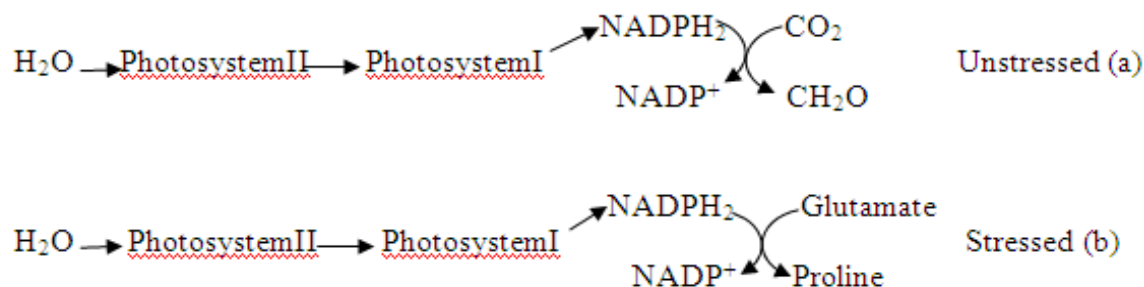 NADPH₂ CO₂
H₂O PhotosystemII PhotosystemI Unstressed (a)
NADP⁺ CH₂O
NADPH₂ Glutamate
H₂O PhotosystemII PhotosystemI Stressed (b)
NADP⁺ Proline